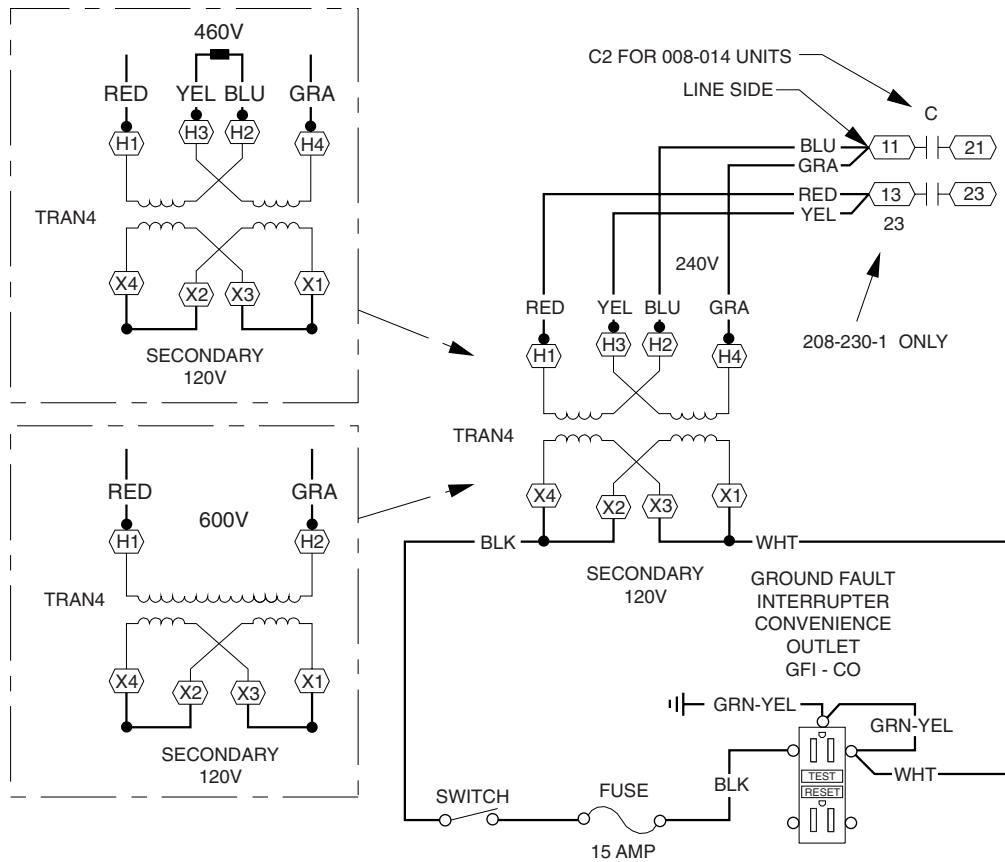 460V
RED YEL BLU GRA
H1 H3 H2 H4
TRAN4
X4 X2 X3 X1
SECONDARY
120V
600V
RED GRA
H1 H2
TRAN4
X4 X2 X3 X1
SECONDARY
120V
C2 FOR 008-014 UNITS
LINE SIDE
C
BLU 11 21
GRA
RED 13 23
YEL
23
240V
208-230-1 ONLY
RED YEL BLU GRA
H1 H3 H2 H4
TRAN4
X4 X2 X3 X1
BLK WHT
SECONDARY
120V
GROUND FAULT
INTERRUPTER
CONVENIENCE
OUTLET
GFI - CO
GRN-YEL
GRN-YEL
TEST
RESET
WHT
BLK
SWITCH
FUSE
15 AMP